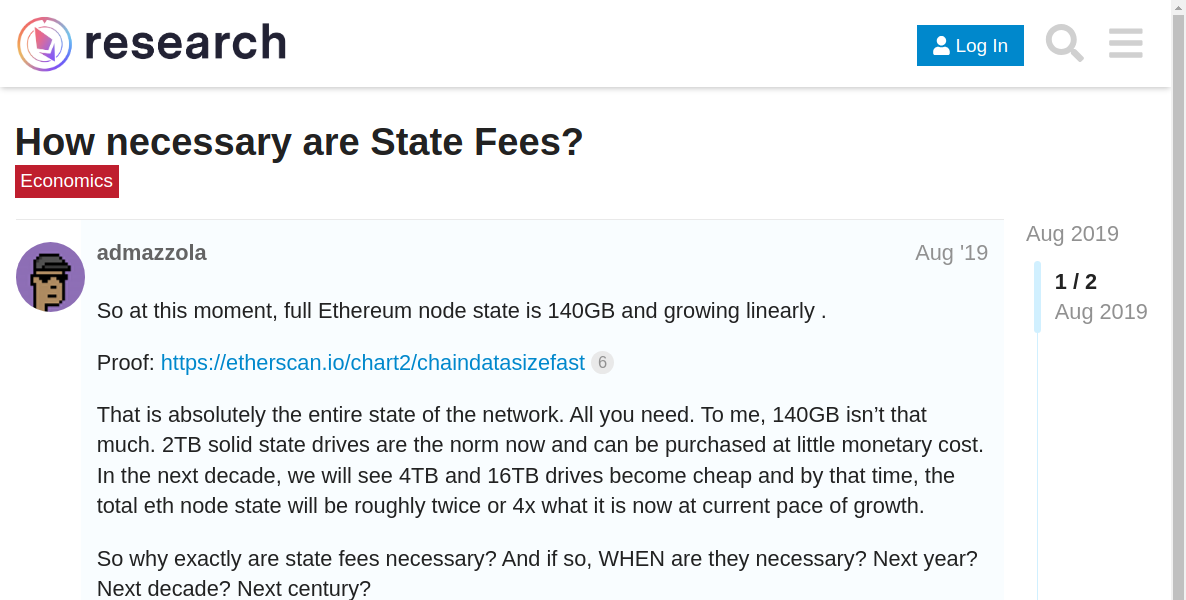 research
Log In
How necessary are State Fees?
Economics
admazzola
Aug '19
So at this moment, full Ethereum node state is 140GB and growing linearly .
Proof: https://etherscan.io/chart2/chaindatasizefast 6
That is absolutely the entire state of the network. All you need. To me, 140GB isn’t that
much. 2TB solid state drives are the norm now and can be purchased at little monetary cost.
In the next decade, we will see 4TB and 16TB drives become cheap and by that time, the
total eth node state will be roughly twice or 4x what it is now at current pace of growth.
So why exactly are state fees necessary? And if so, WHEN are they necessary? Next year?
Next decade? Next century?
Aug 2019
1 / 2
Aug 2019